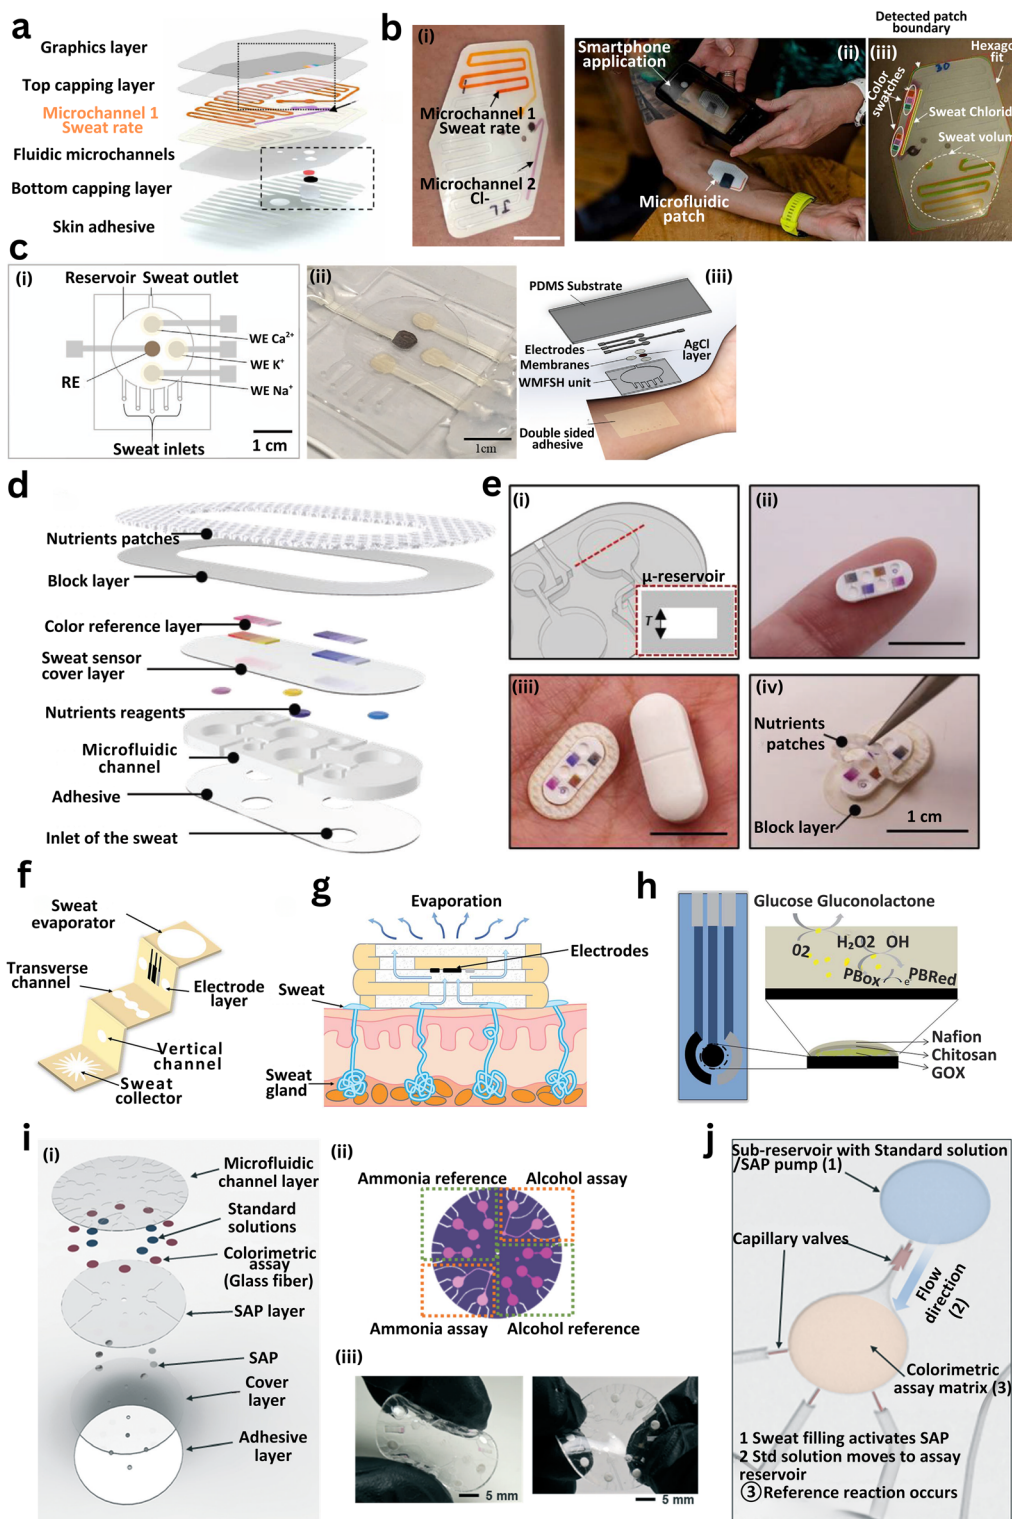 a
Graphics layer
Top capping layer
Microchannel 1
Sweat rate
Fluidic microchannels
Bottom capping layer
Skin adhesive
b
(i)
Microchannel 1
Sweat rate
Microchannel 2
Cl-
JL
Smartphone
application
(ii)
Microfluidic
patch
Detected patch
boundary
(iii)
Hexago
fit
30
Color
swatches
Sweat Chlorid
Sweat volum
c
(i)
Reservoir Sweat outlet
WE Ca²⁺
WE K⁺
RE
WE Na⁺
Sweat inlets
1 cm
(ii)
1cm
(iii)
PDMS Substrate
Electrodes
AgCl
layer
Membranes
WMFSH unit
Double sided
adhesive
d
Nutrients patches
Block layer
Color reference layer
Sweat sensor
cover layer
Nutrients reagents
Microfluidic
channel
Adhesive
Inlet of the sweat
e
(i)
μ-reservoir
T
(ii)
(iii)
(iv)
Nutrients
patches
Block layer
1 cm
f
Sweat
evaporator
Transverse
channel
Electrode
layer
Vertical
channel
Sweat
collector
g
Evaporation
Electrodes
Sweat
Sweat
gland
h
Glucose Gluconolactone
02
H₂O2 OH
PBox
e
PBRed
Nafion
Chitosan
GOX
i
(i)
Microfluidic
channel layer
Standard
solutions
Colorimetric
assay
(Glass fiber)
SAP layer
SAP
Cover
layer
Adhesive
layer
(ii)
Ammonia reference
Alcohol assay
Ammonia assay
Alcohol reference
(iii)
5 mm
5 mm
j
Sub-reservoir with Standard solution
/SAP pump (1)
Capillary valves
Flow
direction
(2)
Colorimetric
assay matrix (3)
1 Sweat filling activates SAP
2 Std solution moves to assay
reservoir
③ Reference reaction occurs